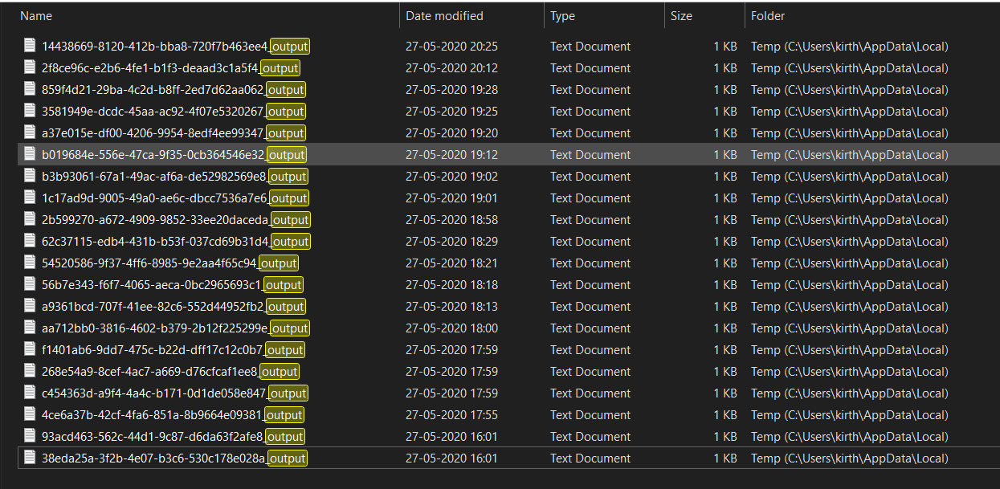 Name Date modified Type Size Folder
14438669-8120-412b-bba8-720f7b463ee4_output 27-05-2020 20:25 Text Document 1 KB Temp (C:\Users\kirth\AppData\Local)
2f8ce96c-e2b6-4fe1-b1f3-deaad3c1a5f4_output 27-05-2020 20:12 Text Document 1 KB Temp (C:\Users\kirth\AppData\Local)
859f4d21-29ba-4c2d-b8ff-2ed7d62aa062_output 27-05-2020 19:28 Text Document 1 KB Temp (C:\Users\kirth\AppData\Local)
3581949e-dcdc-45aa-ac92-4f07e5320267_output 27-05-2020 19:25 Text Document 1 KB Temp (C:\Users\kirth\AppData\Local)
a37e015e-df00-4206-9954-8edf4ee99347_output 27-05-2020 19:20 Text Document 1 KB Temp (C:\Users\kirth\AppData\Local)
b019684e-556e-47ca-9f35-0cb364546e32_output 27-05-2020 19:12 Text Document 1 KB Temp (C:\Users\kirth\AppData\Local)
b3b93061-67a1-49ac-af6a-de52982569e8_output 27-05-2020 19:02 Text Document 1 KB Temp (C:\Users\kirth\AppData\Local)
1c17ad9d-9005-49a0-ae6c-dbcc7536a7e6_output 27-05-2020 19:01 Text Document 1 KB Temp (C:\Users\kirth\AppData\Local)
2b599270-a672-4909-9852-33ee20daceda_output 27-05-2020 18:58 Text Document 1 KB Temp (C:\Users\kirth\AppData\Local)
62c37115-edb4-431b-b53f-037cd69b31d4_output 27-05-2020 18:29 Text Document 1 KB Temp (C:\Users\kirth\AppData\Local)
54520586-9f37-4ff6-8985-9e2aa4f65c94_output 27-05-2020 18:21 Text Document 1 KB Temp (C:\Users\kirth\AppData\Local)
56b7e343-f6f7-4065-aeca-0bc2965693c1_output 27-05-2020 18:18 Text Document 1 KB Temp (C:\Users\kirth\AppData\Local)
a9361bcd-707f-41ee-82c6-552d44952fb2_output 27-05-2020 18:13 Text Document 1 KB Temp (C:\Users\kirth\AppData\Local)
aa712bb0-3816-4602-b379-2b12f225299e_output 27-05-2020 18:00 Text Document 1 KB Temp (C:\Users\kirth\AppData\Local)
f1401ab6-9dd7-475c-b22d-dff17c12c0b7_output 27-05-2020 17:59 Text Document 1 KB Temp (C:\Users\kirth\AppData\Local)
268e54a9-8cef-4ac7-a669-d76cfcaf1ee8_output 27-05-2020 17:59 Text Document 1 KB Temp (C:\Users\kirth\AppData\Local)
c454363d-a9f4-4a4c-b171-0d1de058e847_output 27-05-2020 17:59 Text Document 1 KB Temp (C:\Users\kirth\AppData\Local)
4ce6a37b-42cf-4fa6-851a-8b9664e09381_output 27-05-2020 17:55 Text Document 1 KB Temp (C:\Users\kirth\AppData\Local)
93acd463-562c-44d1-9c87-d6da63f2afe8_output 27-05-2020 16:01 Text Document 1 KB Temp (C:\Users\kirth\AppData\Local)
38eda25a-3f2b-4e07-b3c6-530c178e028a_output 27-05-2020 16:01 Text Document 1 KB Temp (C:\Users\kirth\AppData\Local)